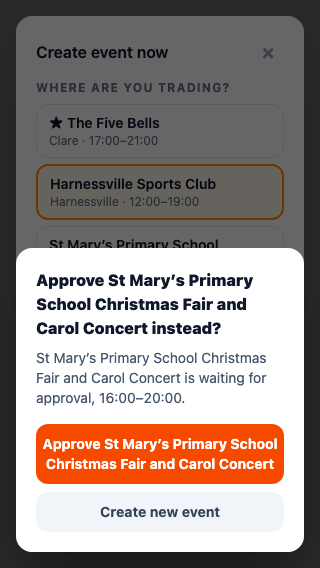 Create event now
WHERE ARE YOU TRADING?
★ The Five Bells
Clare · 17:00–21:00
Harnessville Sports Club
Harnessville · 12:00–19:00
St Mary’s Primary School
Approve St Mary’s Primary
School Christmas Fair and
Carol Concert instead?
St Mary’s Primary School Christmas
Fair and Carol Concert is waiting for
approval, 16:00–20:00.
Approve St Mary’s Primary School
Christmas Fair and Carol Concert
Create new event